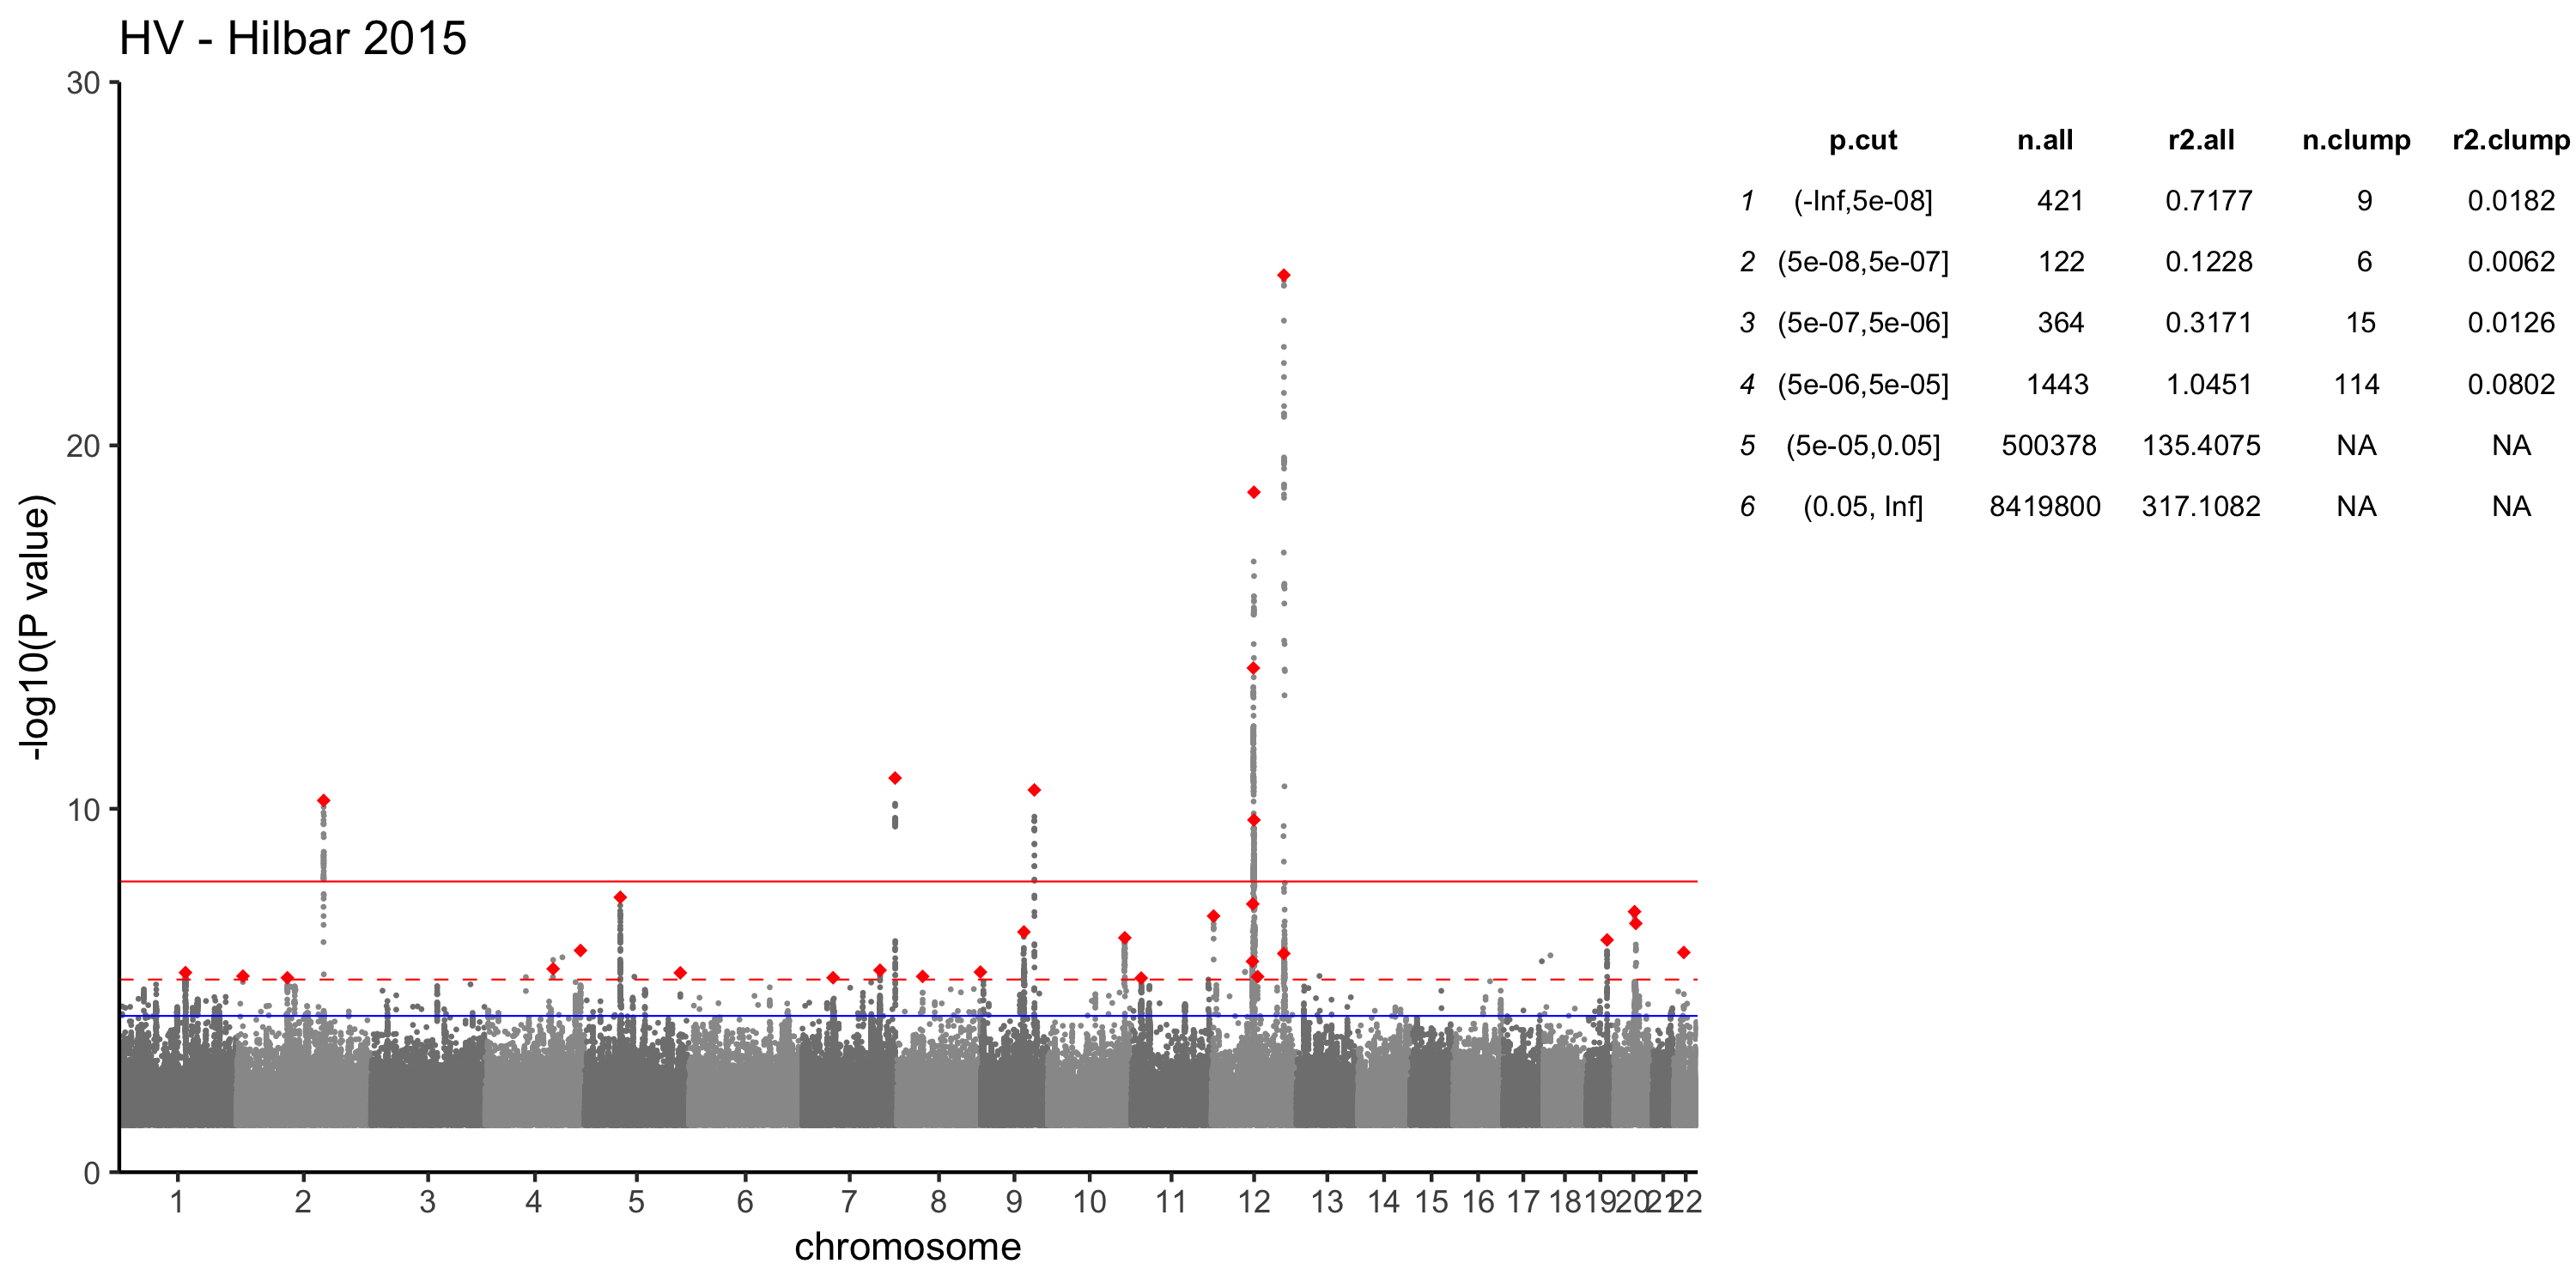 HV - Hilbar 2015
30
20
10
0
-log10(P value)
1 2 3 4 5 6 7 8 9 10 11 12 13 14 15 16 17 18 19 20 21 22
chromosome
p.cut n.all r2.all n.clump r2.clump
1 (-Inf,5e-08] 421 0.7177 9 0.0182
2 (5e-08,5e-07] 122 0.1228 6 0.0062
3 (5e-07,5e-06] 364 0.3171 15 0.0126
4 (5e-06,5e-05] 1443 1.0451 114 0.0802
5 (5e-05,0.05] 500378 135.4075 NA NA
6 (0.05, Inf] 8419800 317.1082 NA NA